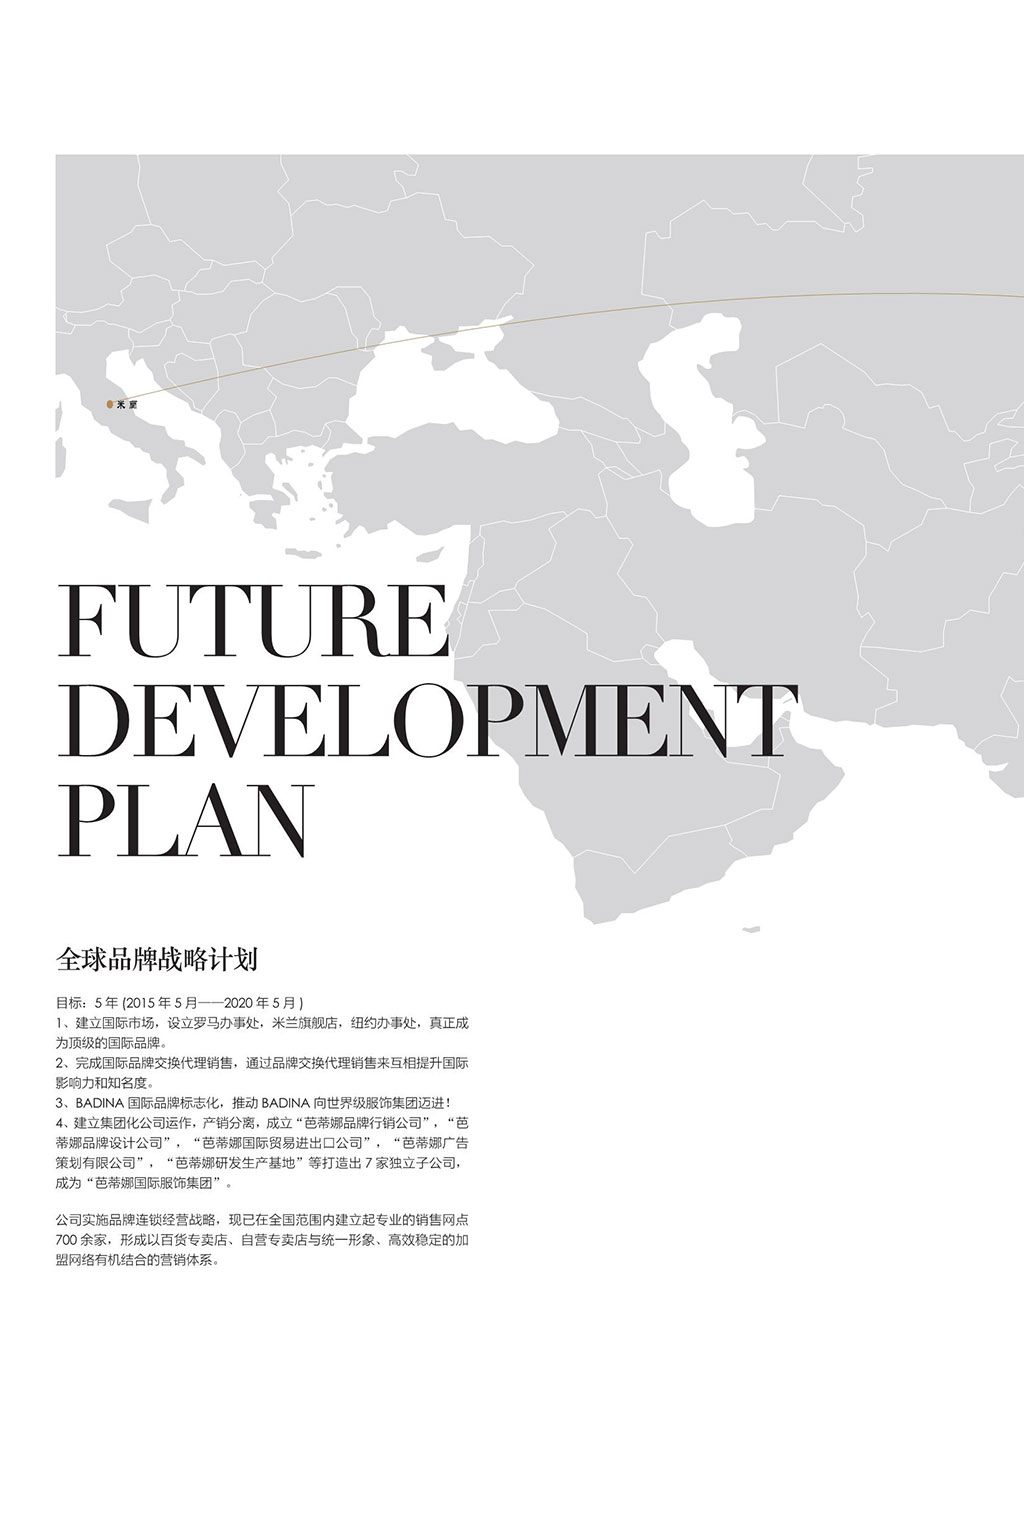 米兰
FUTURE
DEVELOPMENT
PLAN
全球品牌战略计划
目标：5 年 (2015 年 5 月——2020 年 5 月 )
1、建立国际市场，设立罗马办事处，米兰旗舰店，纽约办事处，真正成
为顶级的国际品牌。
2、完成国际品牌交换代理销售，通过品牌交换代理销售来互相提升国际
影响力和知名度。
3、BADINA 国际品牌标志化，推动 BADINA 向世界级服饰集团迈进！
4、建立集团化公司运作，产销分离，成立“芭蒂娜品牌行销公司”，“芭
蒂娜品牌设计公司”，“芭蒂娜国际贸易进出口公司”，“芭蒂娜广告
策划有限公司”，“芭蒂娜研发生产基地”等打造出 7 家独立子公司，
成为“芭蒂娜国际服饰集团”。
公司实施品牌连锁经营战略，现已在全国范围内建立起专业的销售网点
700 余家，形成以百货专卖店、自营专卖店与统一形象、高效稳定的加
盟网络有机结合的营销体系。